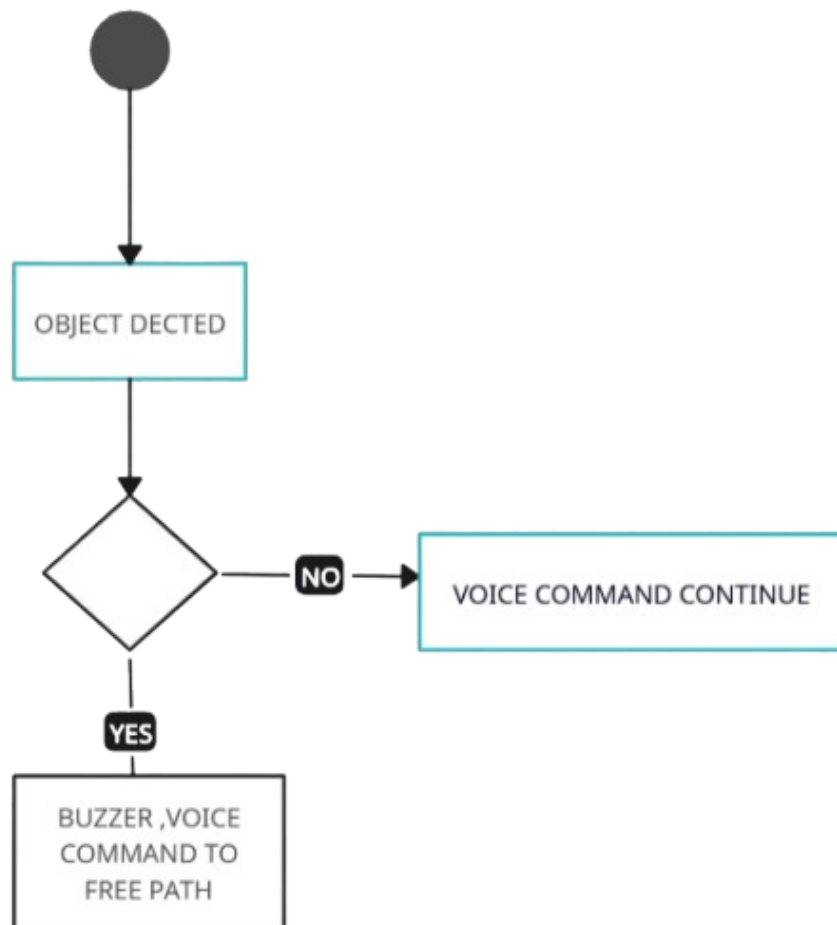 OBJECT DECTED
NO
VOICE COMMAND CONTINUE
YES
BUZZER ,VOICE
COMMAND TO
FREE PATH